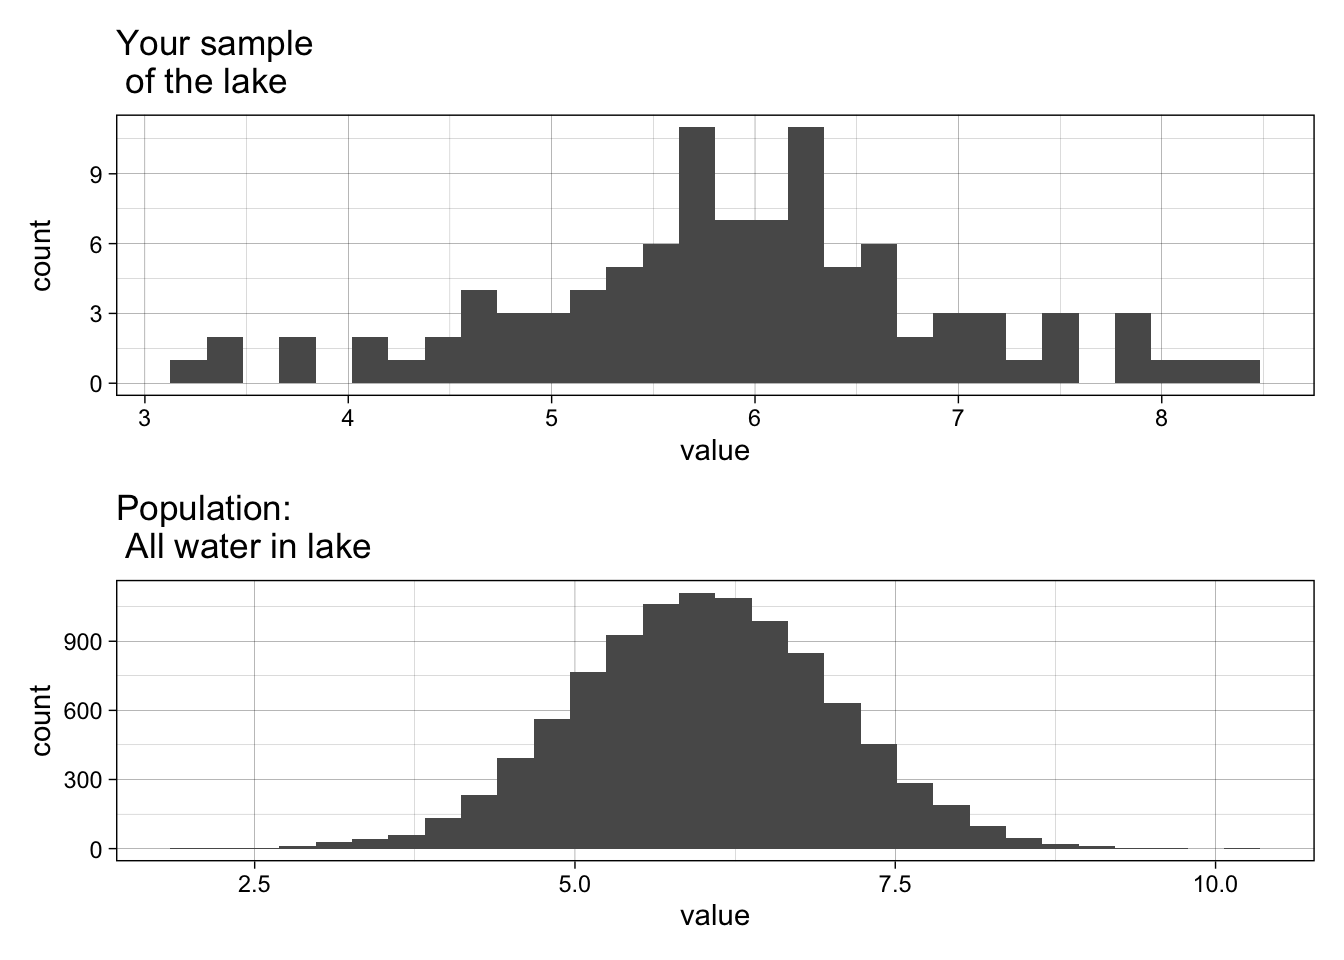 Your sample
of the lake
9
6
3
0
count
3 4 5 6 7 8
value
Population:
All water in lake
900
600
300
0
count
2.5 5.0 7.5 10.0
value